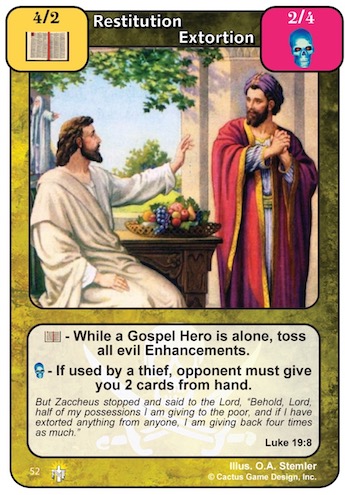 4/2
Restitution
Extortion
2/4
- While a Gospel Hero is alone, toss
all evil Enhancements.
- If used by a thief, opponent must give
you 2 cards from hand.
But Zaccheus stopped and said to the Lord, "Behold, Lord,
half of my possessions I am giving to the poor, and if I have
extorted anything from anyone, I am giving back four times
as much."
Luke 19:8
52
Illus. O.A. Stemler
© Cactus Game Design, Inc.